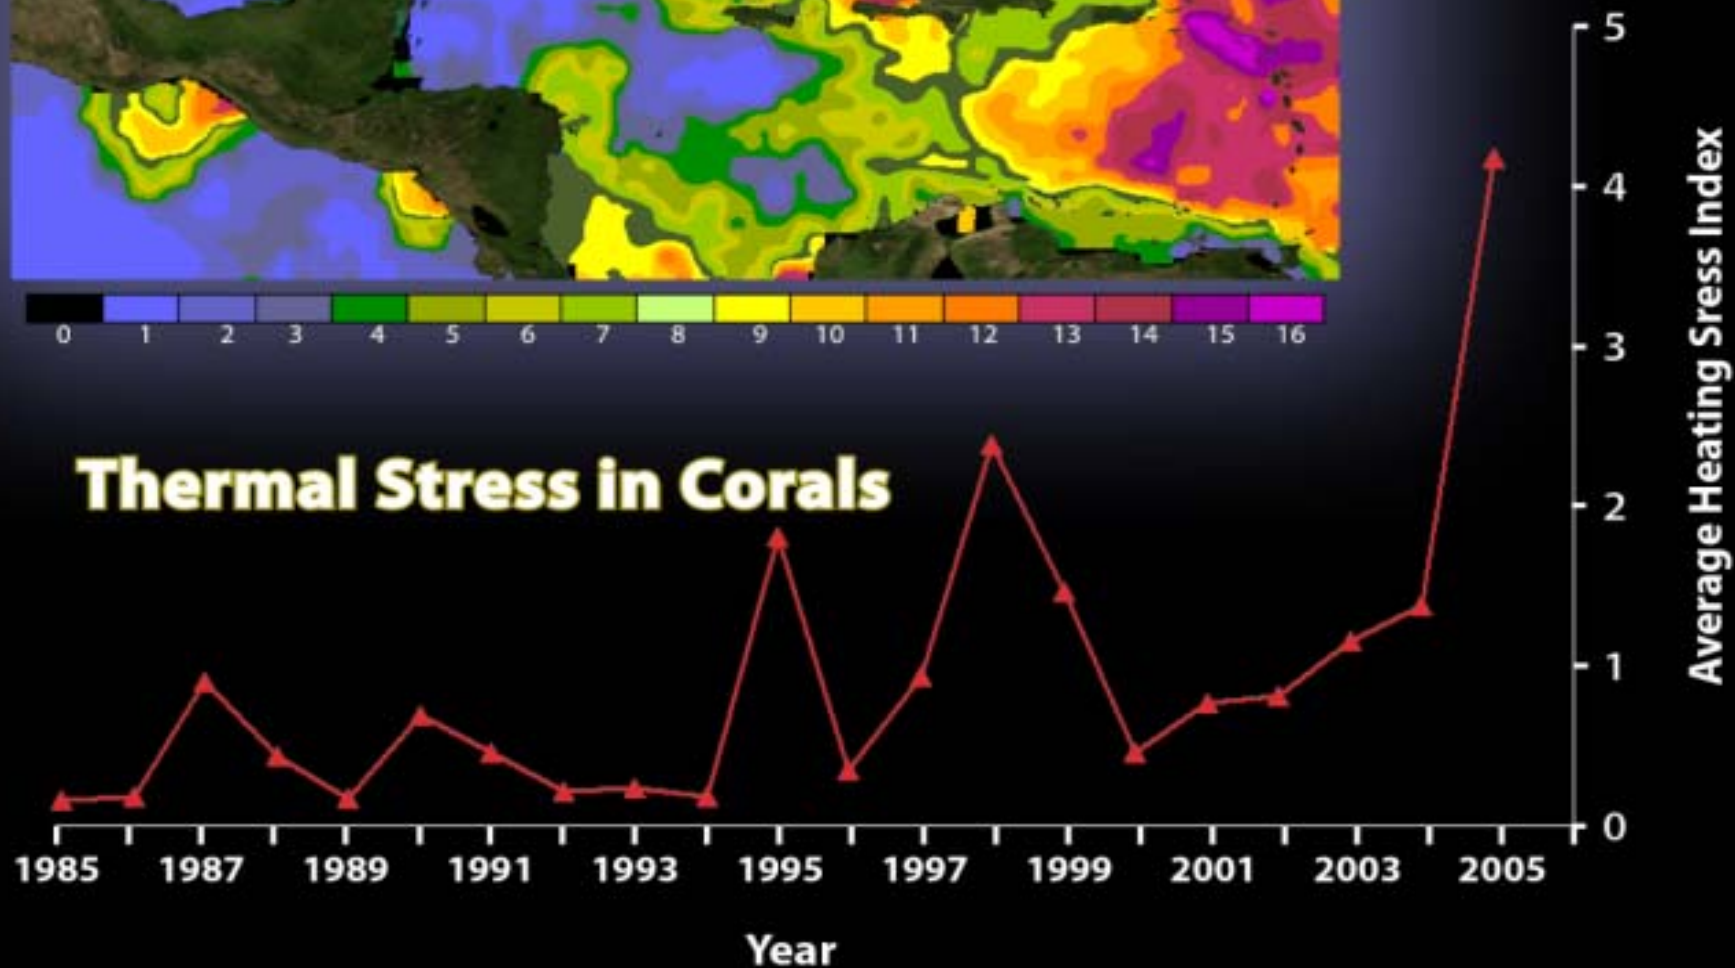 0 1 2 3 4 5 6 7 8 9 10 11 12 13 14 15 16
Thermal Stress in Corals
5
4
3
2
1
0
Average Heating Sress Index
1985 1987 1989 1991 1993 1995 1997 1999 2001 2003 2005
Year